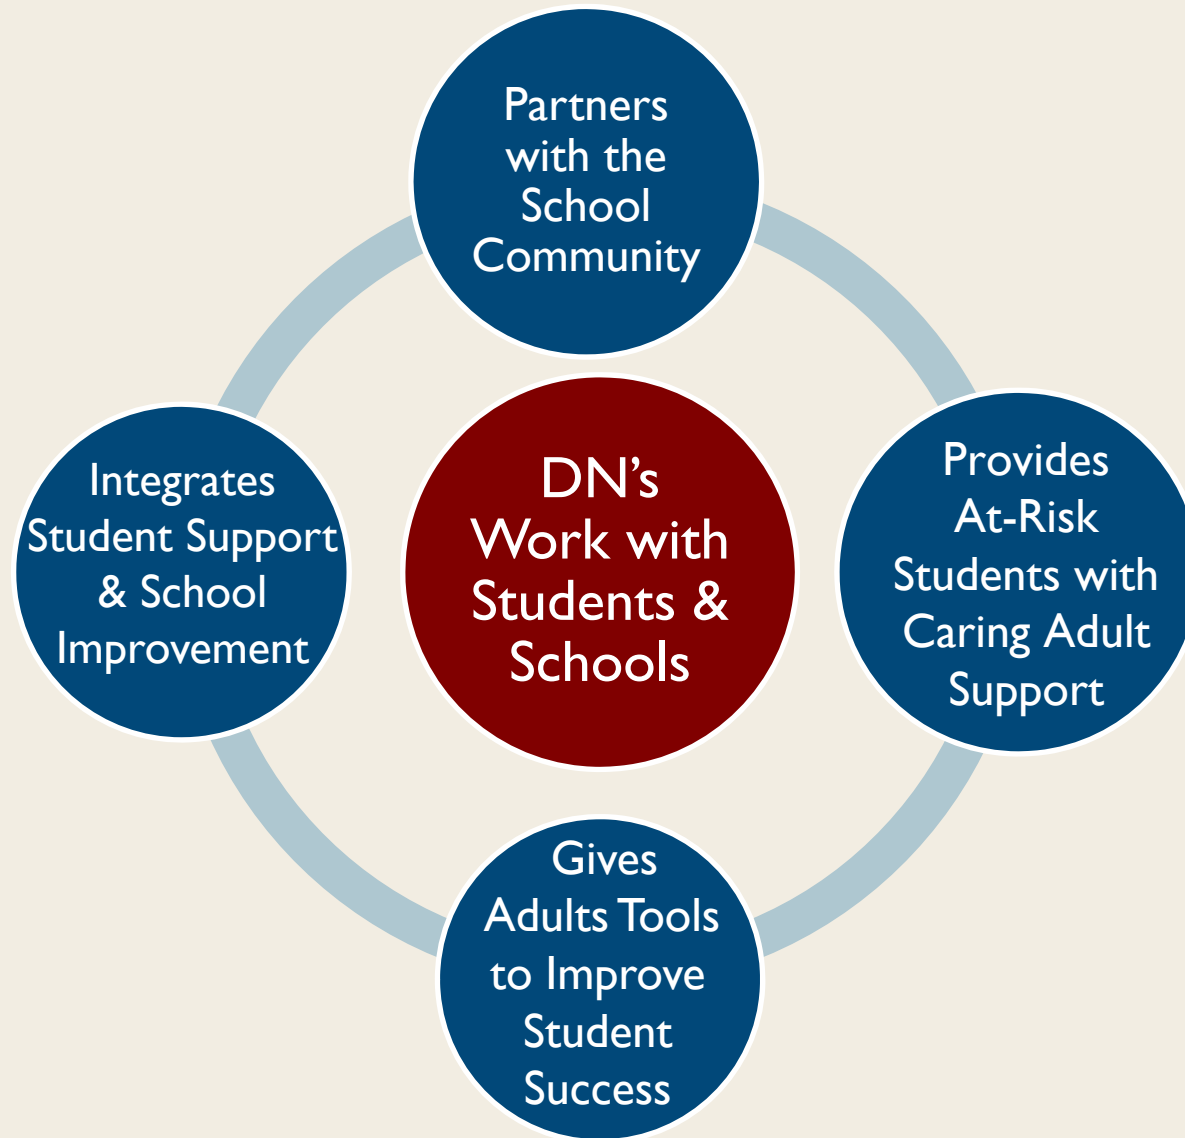 Partners
with the
School
Community
Integrates
Student Support
& School
Improvement
DN’s
Work with
Students &
Schools
Provides
At-Risk
Students with
Caring Adult
Support
Gives
Adults Tools
to Improve
Student
Success